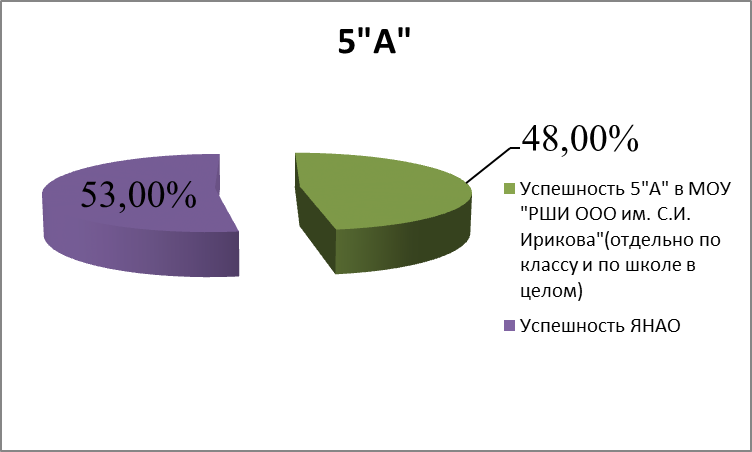 5"А"
48,00%
53,00%
Успешность 5"А" в МОУ
"РШИ ООО им. С.И.
Ирикова"(отдельно по
классу и по школе в
целом)
Успешность ЯНАО